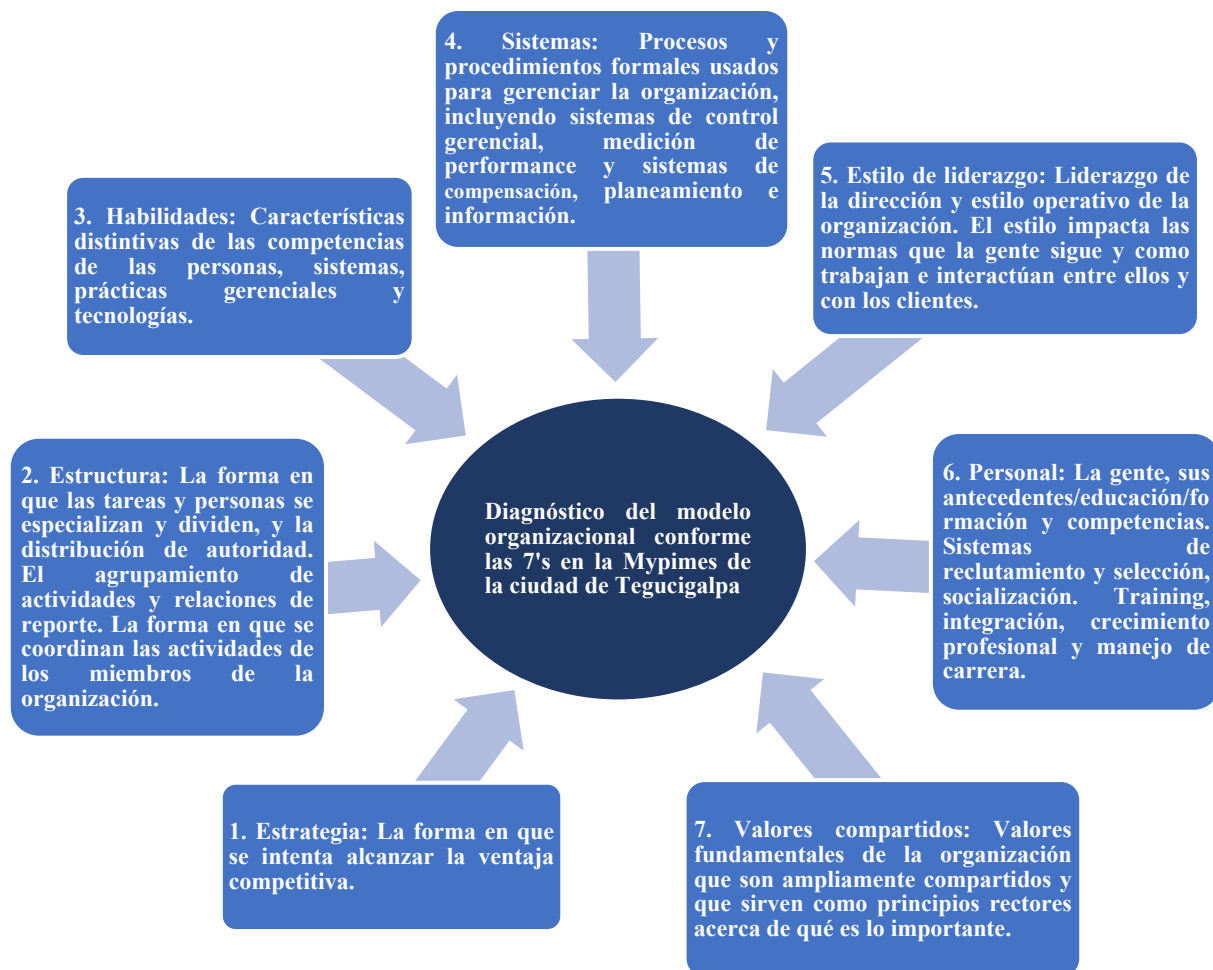 4. Sistemas: Procesos y
procedimientos formales usados
para gerenciar la organización,
incluyendo sistemas de control
gerencial, medición de
performance y sistemas de
compensación, planeamiento e
información.
5. Estilo de liderazgo: Liderazgo de
la dirección y estilo operativo de la
organización. El estilo impacta las
normas que la gente sigue y como
trabajan e interactúan entre ellos y
con los clientes.
3. Habilidades: Características
distintivas de las competencias
de las personas, sistemas,
prácticas gerenciales y
tecnologías.
2. Estructura: La forma en
que las tareas y personas se
especializan y dividen, y la
distribución de autoridad.
El agrupamiento de
actividades y relaciones de
reporte. La forma en que se
coordinan las actividades de
los miembros de la
organización.
Diagnóstico del modelo
organizacional conforme
las 7's en la Mypimes de
la ciudad de Tegucigalpa
6. Personal: La gente, sus
antecedentes/educación/fo
rmación y competencias.
Sistemas de
reclutamiento y selección,
socialización. Training,
integración, crecimiento
profesional y manejo de
carrera.
1. Estrategia: La forma en que
se intenta alcanzar la ventaja
competitiva.
7. Valores compartidos: Valores
fundamentales de la organización
que son ampliamente compartidos y
que sirven como principios rectores
acerca de qué es lo importante.